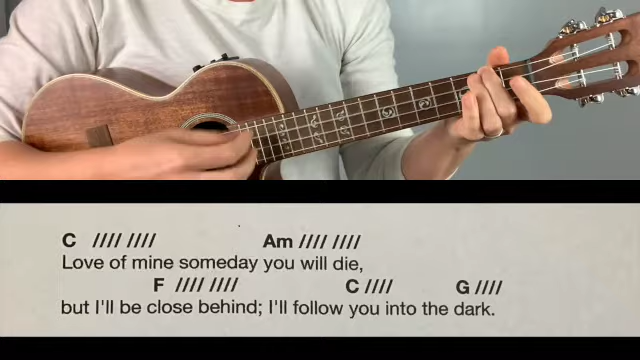 C //// //// Am //// ////
Love of mine someday you will die,
F //// //// C //// G ////
but I'll be close behind; I'll follow you into the dark.